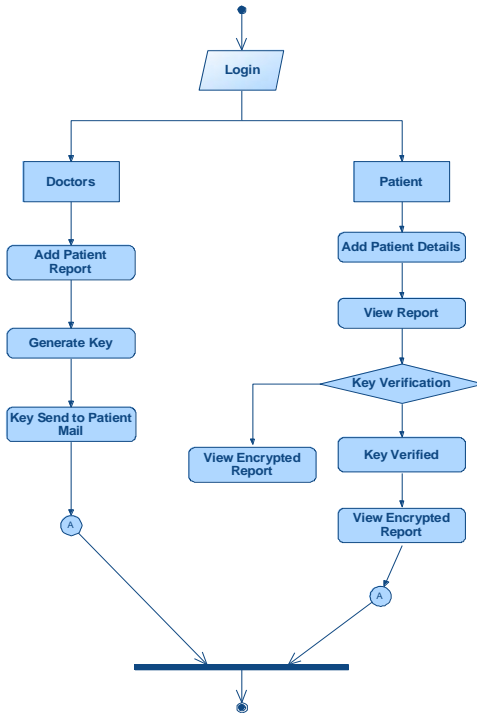 Login
Doctors
Patient
Add Patient
Report
Add Patient Details
View Report
Generate Key
Key Verification
Key Send to Patient
Mail
View Encrypted
Report
Key Verified
View Encrypted
Report
A
A